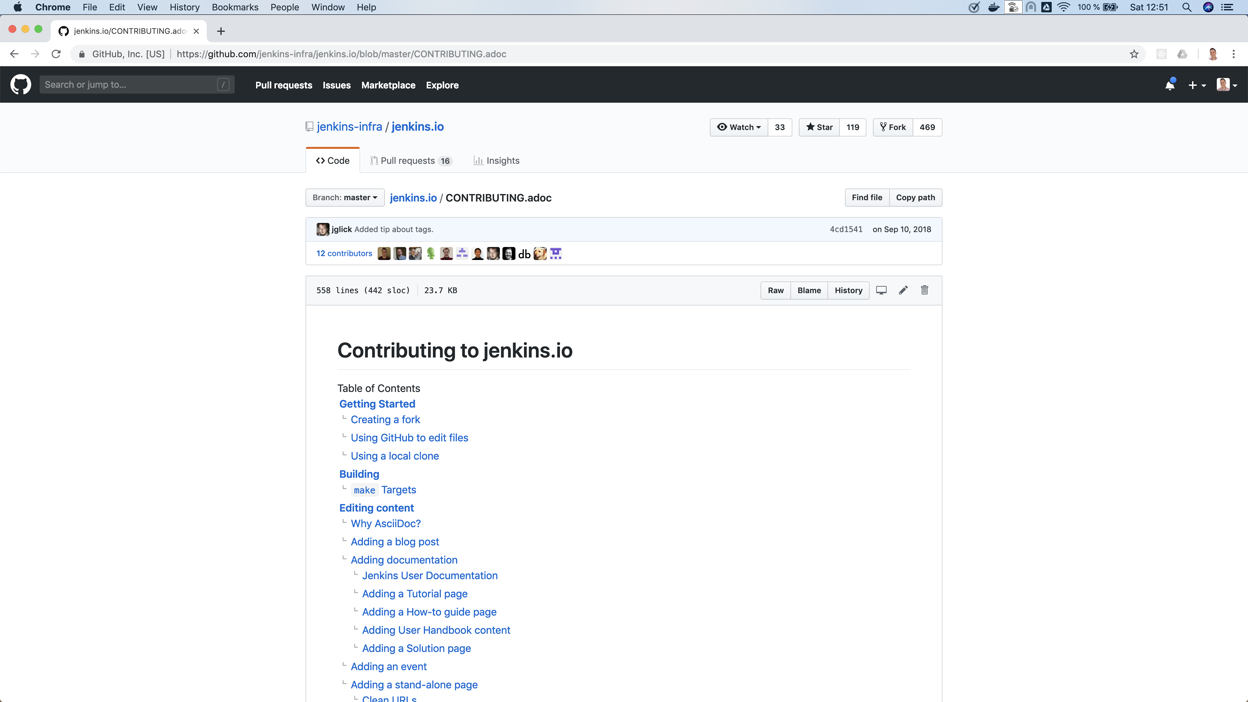 Chrome File Edit View History Bookmarks People Window Help 100 % Sat 12:51
jenkins.io/CONTRIBUTING.ado
GitHub, Inc. [US] https://github.com/jenkins-infra/jenkins.io/blob/master/CONTRIBUTING.adoc
Search or jump to... / Pull requests Issues Marketplace Explore
jenkins-infra / jenkins.io Watch 33 Star 119 Fork 469
Code Pull requests 16 Insights
Branch: master jenkins.io / CONTRIBUTING.adoc Find file Copy path
jglick Added tip about tags. 4cd1541 on Sep 10, 2018
12 contributors db
558 lines (442 sloc) 23.7 KB Raw Blame History
Contributing to jenkins.io
Table of Contents
Getting Started
Creating a fork
Using GitHub to edit files
Using a local clone
Building
make Targets
Editing content
Why AsciiDoc?
Adding a blog post
Adding documentation
Jenkins User Documentation
Adding a Tutorial page
Adding a How-to guide page
Adding User Handbook content
Adding a Solution page
Adding an event
Adding a stand-alone page
Clean URLs